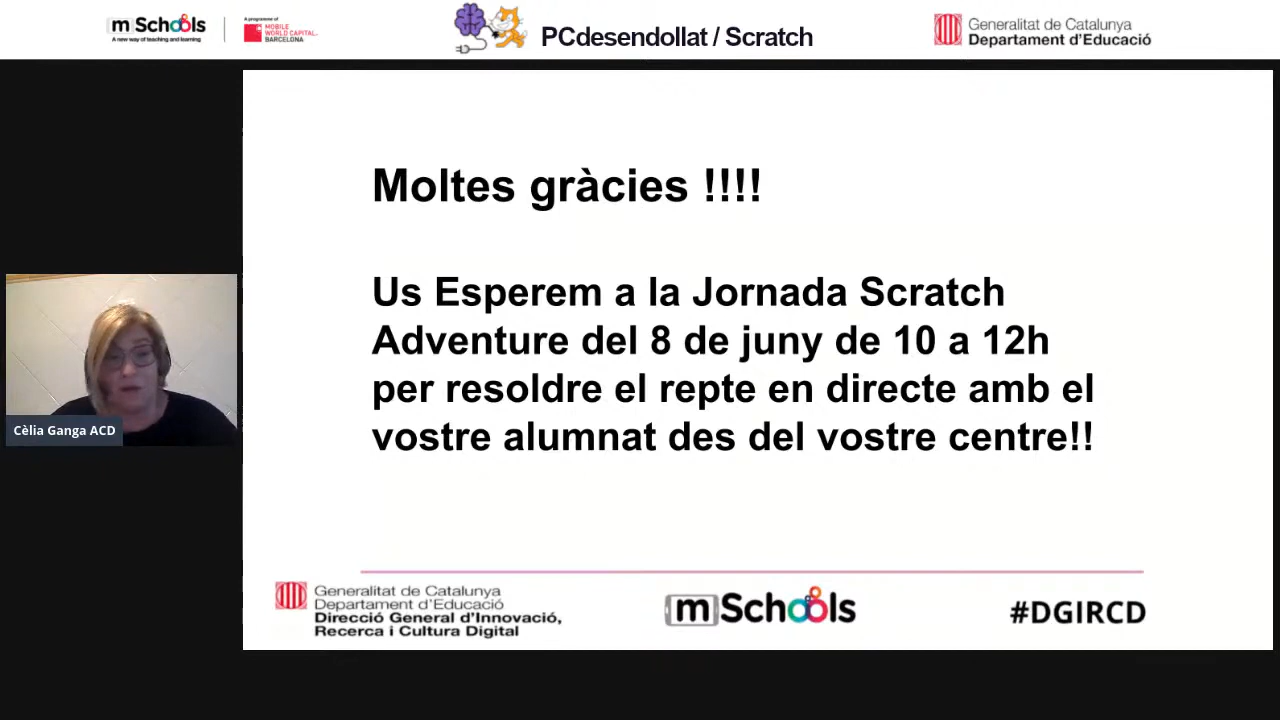 mSchools
A new way of teaching and learning
A programme of
MOBILE
WORLD CAPITAL.
BARCELONA
PCdesendollat / Scratch
Generalitat de Catalunya
Departament d'Educació
Moltes gràcies !!!!
Us Esperem a la Jornada Scratch
Adventure del 8 de juny de 10 a 12h
per resoldre el repte en directe amb el
vostre alumnat des del vostre centre!!
Cèlia Ganga ACD
Generalitat de Catalunya
Departament d'Educació
Direcció General d'Innovació,
Recerca i Cultura Digital
mSchools
#DGIRCD